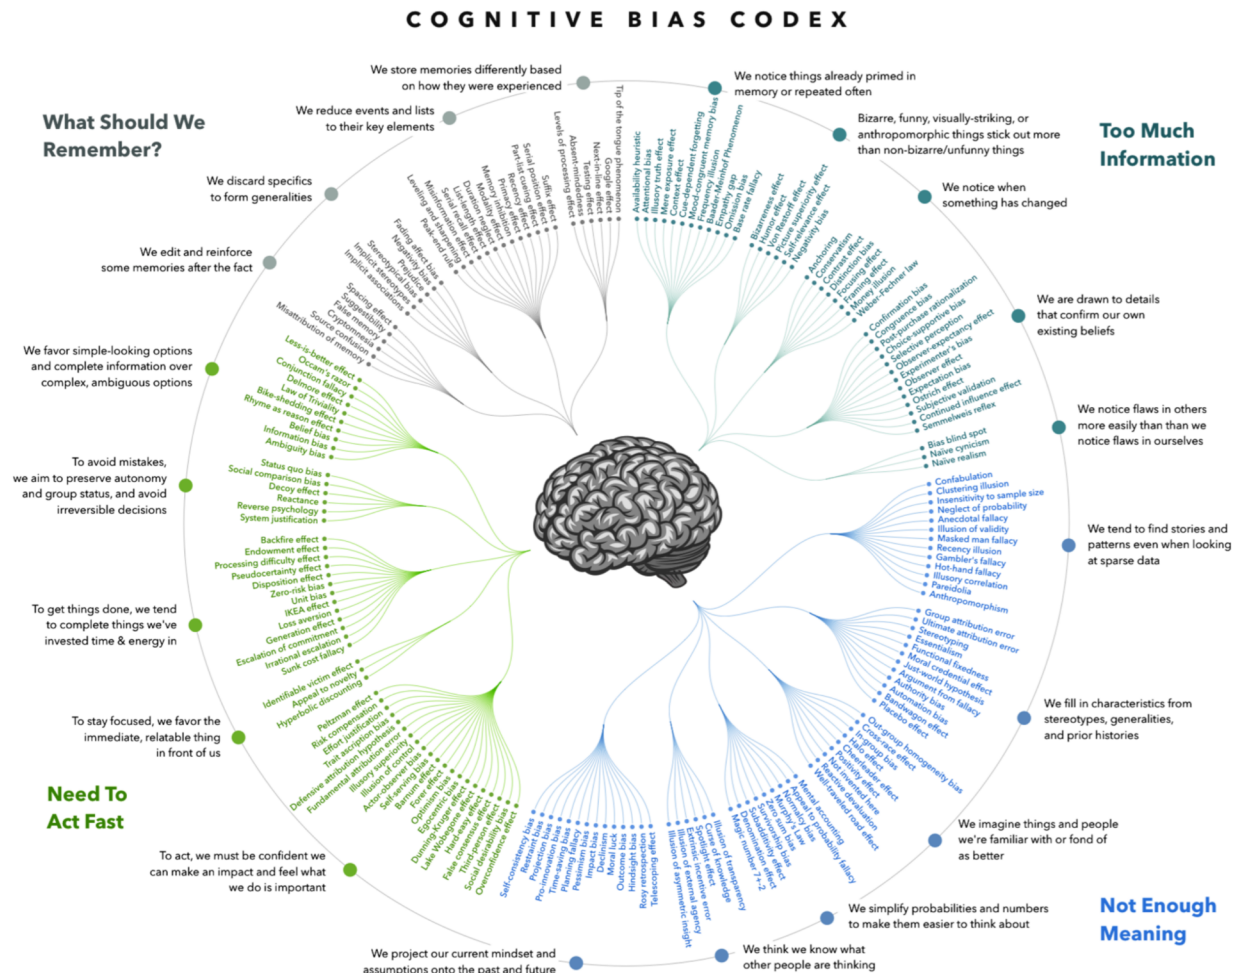 COGNITIVE BIAS CODEX
What Should We
Remember?
We store memories differently based
on how they were experienced
We reduce events and lists
to their key elements
We discard specifics
to form generalities
We edit and reinforce
some memories after the fact
Tip of the tongue phenomenon
Google effect
Next-in-line effect
Testing effect
Absent-mindedness
Levels of processing effect
Suffix effect
Serial position effect
Part-list cueing effect
Recency effect
Primacy effect
Memory inhibition
Modality effect
Duration neglect
List-length effect
Serial recall effect
Misinformation effect
Leveling and sharpening
Peak-end rule
Fading affect bias
Negativity bias
Prejudice
Stereotypical bias
Implicit stereotypes
Implicit associations
Spacing effect
Suggestibility
False memory
Cryptomnesia
Source confusion
Misattribution of memory
Too Much
Information
We notice things already primed in
memory or repeated often
Bizarre, funny, visually-striking, or
anthropomorphic things stick out more
than non-bizarre/unfunny things
We notice when
something has changed
We are drawn to details
that confirm our own
existing beliefs
We notice flaws in others
more easily than than we
notice flaws in ourselves
Availability heuristic
Attentional bias
Illusory truth effect
Mere exposure effect
Context effect
Cue-dependent forgetting
Mood-congruent memory bias
Frequency illusion
Baader-Meinhof Phenomenon
Empathy gap
Omission bias
Base rate fallacy
Bizarreness effect
Humor effect
Von Restorff effect
Picture superiority effect
Self-relevance effect
Negativity bias
Anchoring
Conservatism
Contrast effect
Distinction bias
Focusing effect
Framing effect
Money illusion
Weber-Fechner law
Confirmation bias
Congruence bias
Post-purchase rationalization
Choice-supportive bias
Selective perception
Observer-expectancy effect
Experimenter's bias
Observer effect
Expectation bias
Ostrich effect
Subjective validation
Continued influence effect
Semmelweis reflex
Bias blind spot
Naïve cynicism
Naïve realism
We tend to find stories and
patterns even when looking
at sparse data
We fill in characteristics from
stereotypes, generalities,
and prior histories
We imagine things and people
we're familiar with or fond of
as better
We simplify probabilities and numbers
to make them easier to think about
We think we know what
other people are thinking
We project our current mindset and
assumptions onto the past and future
Not Enough
Meaning
Confabulation
Clustering illusion
Insensitivity to sample size
Neglect of probability
Anecdotal fallacy
Illusion of validity
Masked man fallacy
Recency illusion
Gambler's fallacy
Hot-hand fallacy
Illusory correlation
Pareidolia
Anthropomorphism
Group attribution error
Ultimate attribution error
Stereotyping
Essentialism
Functional fixedness
Moral credential effect
Just-world hypothesis
Argument from fallacy
Authority bias
Automation bias
Bandwagon effect
Placebo effect
Out-group homogeneity bias
Cross-race effect
In-group bias
Halo effect
Cheerleader effect
Positivity effect
Not invented here
Reactive devaluation
Well-traveled road effect
Mental accounting
Appeal to probability fallacy
Normalcy bias
Murphy's Law
Zero sum bias
Survivorship bias
Subadditivity effect
Denomination effect
Magic number 7+-2
Illusion of transparency
Curse of knowledge
Spotlight effect
Extrinsic incentive error
Illusion of external agency
Illusion of asymmetric insight
Telescoping effect
Rosy retrospection
Hindsight bias
Outcome bias
Moral luck
Declinism
Impact bias
Pessimism bias
Planning fallacy
Time-saving bias
Pro-innovation bias
Projection bias
Restraint bias
Self-consistency bias
We favor simple-looking options
and complete information over
complex, ambiguous options
To avoid mistakes,
we aim to preserve autonomy
and group status, and avoid
irreversible decisions
To get things done, we tend
to complete things we've
invested time & energy in
To stay focused, we favor the
immediate, relatable thing
in front of us
Need To
Act Fast
To act, we must be confident we
can make an impact and feel what
we do is important
Less-is-better effect
Occam's razor
Conjunction fallacy
Delmore effect
Law of Triviality
Bike-shedding effect
Rhyme as reason effect
Belief bias
Information bias
Ambiguity bias
Status quo bias
Social comparison bias
Decoy effect
Reactance
Reverse psychology
System justification
Backfire effect
Endowment effect
Processing difficulty effect
Pseudocertainty effect
Disposition effect
Zero-risk bias
Unit bias
IKEA effect
Loss aversion
Generation effect
Escalation of commitment
Irrational escalation
Sunk cost fallacy
Identifiable victim effect
Appeal to novelty
Hyperbolic discounting
Peltzman effect
Risk compensation
Effort justification
Trait ascription bias
Defensive attribution hypothesis
Fundamental attribution error
Illusory superiority
Illusion of control
Actor-observer bias
Self-serving bias
Barnum effect
Forer effect
Optimism bias
Egocentric bias
Dunning-Kruger effect
Lake Wobegone effect
Hard-easy effect
False consensus effect
Third-person effect
Social desirability bias
Overconfidence effect